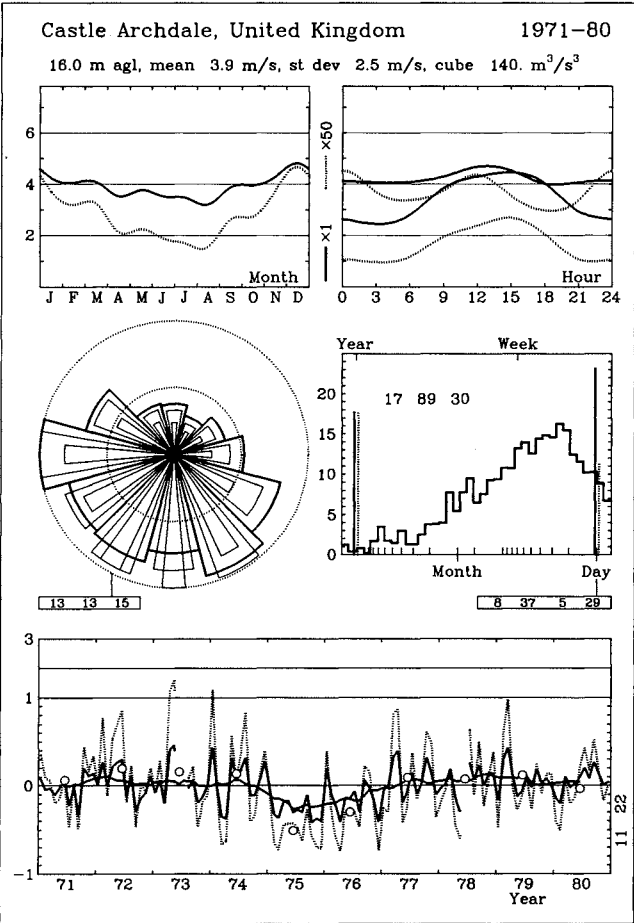 Castle Archdale, United Kingdom 1971-80
16.0 m agl, mean 3.9 m/s, st dev 2.5 m/s, cube 140. m³/s³
6
4
2
J F M A M J J A S O N D
Month
×1 ×50
0 3 6 9 12 15 18 21 24
Hour
13 13 15
Year Week
20
15
10
5
0
17 89 30
Month Day
8 37 5 29
3
1
0
-1
71 72 73 74 75 76 77 78 79 80
Year
11 22